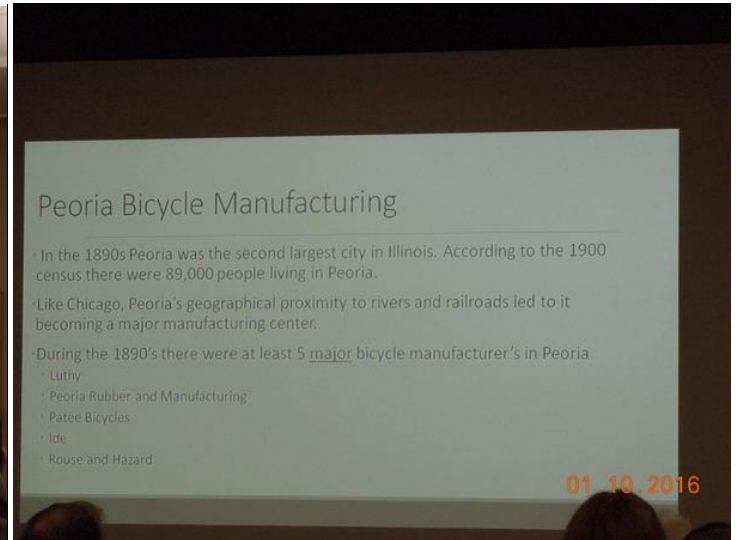 Peoria Bicycle Manufacturing
· In the 1890s Peoria was the second largest city in Illinois. According to the 1900
census there were 89,000 people living in Peoria.
·Like Chicago, Peoria's geographical proximity to rivers and railroads led to it
becoming a major manufacturing center.
·During the 1890's there were at least 5 major bicycle manufacturer's in Peoria
· Luthy
· Peoria Rubber and Manufacturing
· Patee Bicycles
· Ide
· Rouse and Hazard
01 10 2016